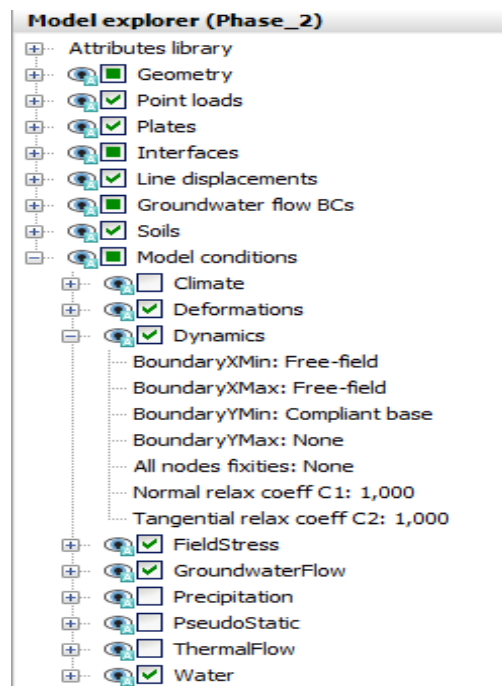 Model explorer (Phase_2)
Attributes library
Geometry
Point loads
Plates
Interfaces
Line displacements
Groundwater flow BCs
Soils
Model conditions
Climate
Deformations
Dynamics
BoundaryXMin: Free-field
BoundaryXMax: Free-field
BoundaryYMin: Compliant base
BoundaryYMax: None
All nodes fixities: None
Normal relax coeff C1: 1,000
Tangential relax coeff C2: 1,000
FieldStress
GroundwaterFlow
Precipitation
PseudoStatic
ThermalFlow
Water